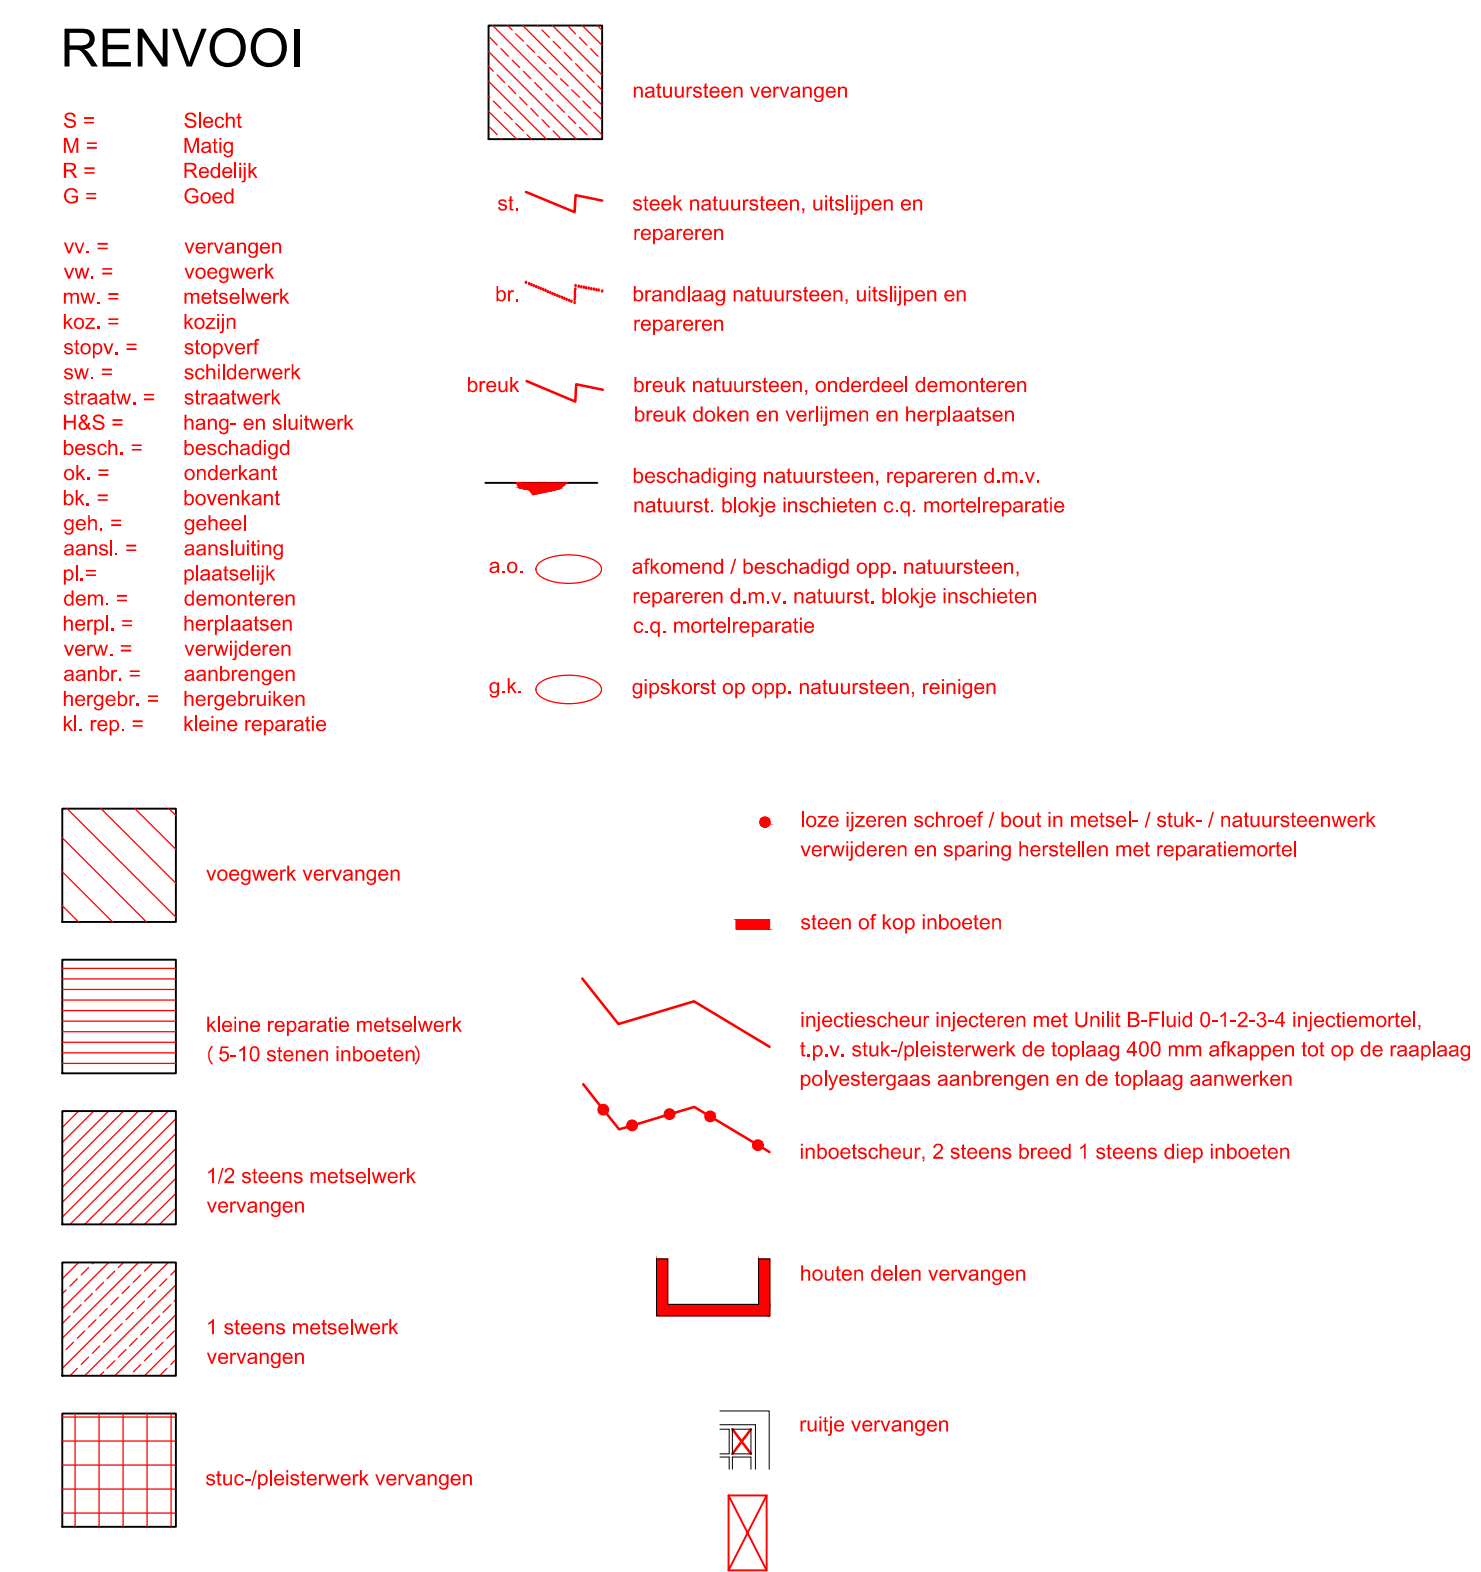 RENVOOI
S = Slecht
M = Matig
R = Redelijk
G = Goed
vv. = vervangen
vw. = voegwerk
mw. = metselwerk
koz. = kozijn
stopv. = stopverf
sw. = schilderwerk
straatw. = straatwerk
H&S = hang- en sluitwerk
besch. = beschadigd
ok. = onderkant
bk. = bovenkant
geh. = geheel
aansl. = aansluiting
pl.= plaatselijk
dem. = demonteren
herpl. = herplaatsen
verw. = verwijderen
aanbr. = aanbrengen
hergebr. = hergebruiken
kl. rep. = kleine reparatie
natuursteen vervangen
st. steek natuursteen, uitslijpen en
repareren
br. brandlaag natuursteen, uitslijpen en
repareren
breuk breuk natuursteen, onderdeel demonteren
breuk doken en verlijmen en herplaatsen
beschadiging natuursteen, repareren d.m.v.
natuurst. blokje inschieten c.q. mortelreparatie
a.o. afkomend / beschadigd opp. natuursteen,
repareren d.m.v. natuurst. blokje inschieten
c.q. mortelreparatie
g.k. gipskorst op opp. natuursteen, reinigen
voegwerk vervangen
kleine reparatie metselwerk
( 5-10 stenen inboeten)
1/2 steens metselwerk
vervangen
1 steens metselwerk
vervangen
stuc-/pleisterwerk vervangen
loze ijzeren schroef / bout in metsel- / stuk- / natuursteenwerk
verwijderen en sparing herstellen met reparatiemortel
steen of kop inboeten
injectiescheur injecteren met Unilit B-Fluid 0-1-2-3-4 injectiemortel,
t.p.v. stuk-/pleisterwerk de toplaag 400 mm afkappen tot op de raaplaag
polyestergaas aanbrengen en de toplaag aanwerken
inboetscheur, 2 steens breed 1 steens diep inboeten
houten delen vervangen
ruitje vervangen